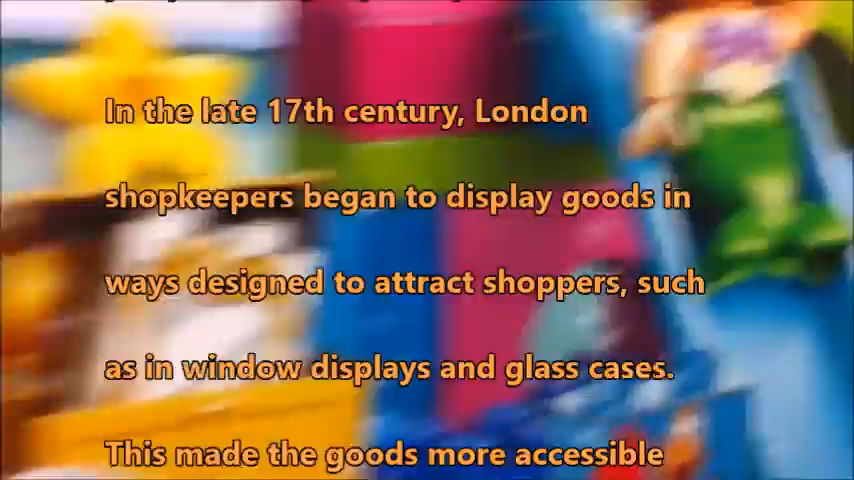 In the late 17th century, London
shopkeepers began to display goods in
ways designed to attract shoppers, such
as in window displays and glass cases.
This made the goods more accessible